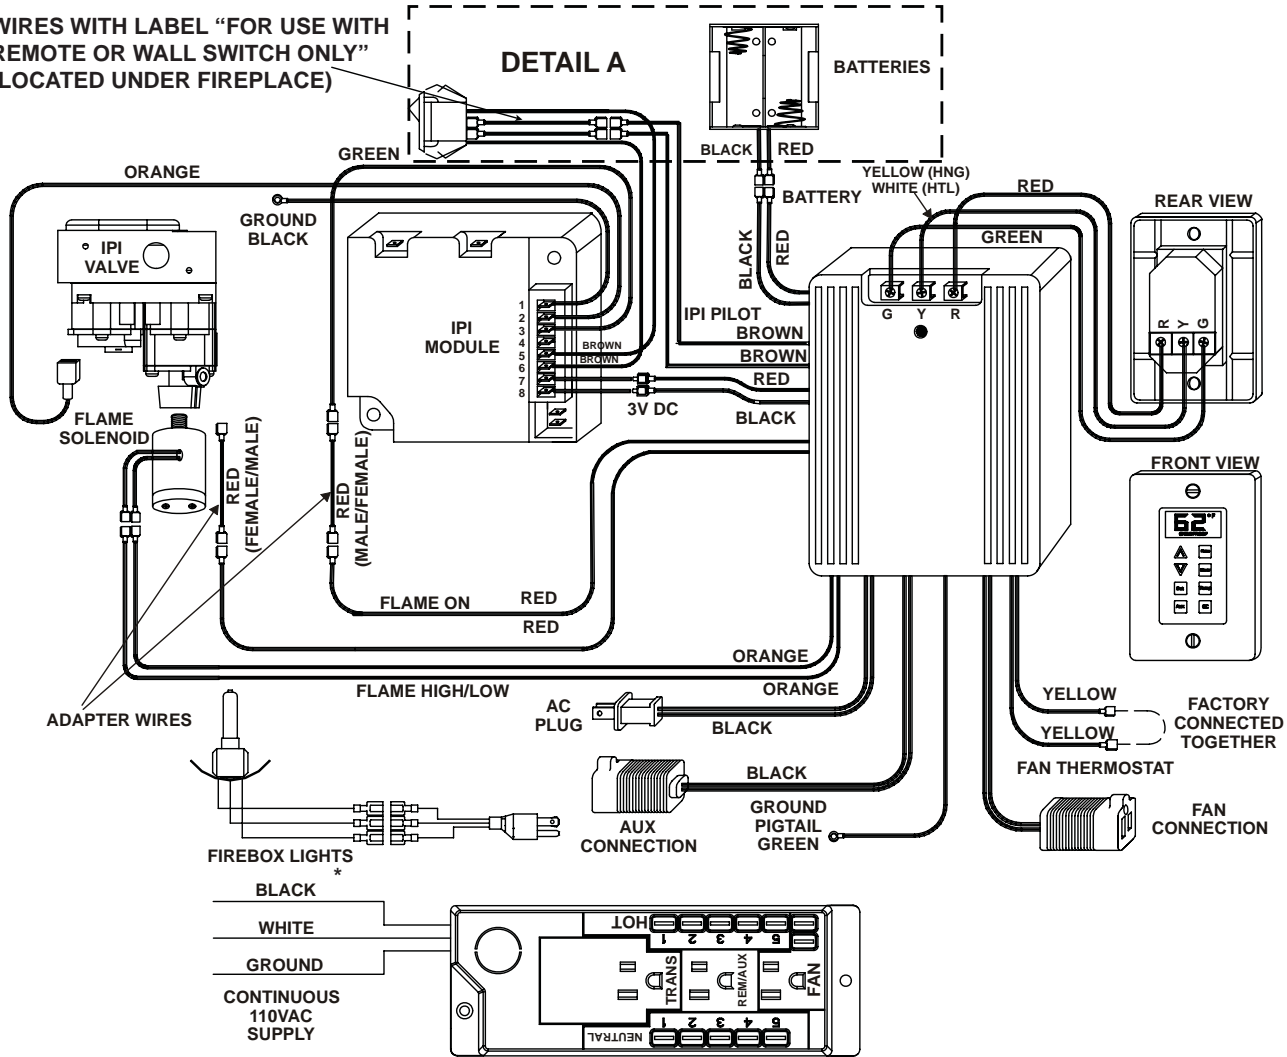 WIRES WITH LABEL “FOR USE WITH
REMOTE OR WALL SWITCH ONLY”
LOCATED UNDER FIREPLACE)
DETAIL A
BATTERIES
BLACK
RED
BATTERY
YELLOW (HNG)
WHITE (HTL)
RED
GREEN
REAR VIEW
ORANGE
GREEN
GROUND
BLACK
IPI
VALVE
BLACK
RED
G Y R
R Y G
IPI
MODULE
1
2
3
4
5
6
7
8
BROWN
BROWN
IPI PILOT
BROWN
BROWN
RED
3V DC
BLACK
FLAME
SOLENOID
RED
(FEMALE/MALE)
RED
(MALE/FEMALE)
FRONT VIEW
62°F
FLAME ON
RED
RED
ORANGE
FLAME HIGH/LOW
ORANGE
ADAPTER WIRES
AC
PLUG
BLACK
YELLOW
YELLOW
FACTORY
CONNECTED
TOGETHER
FAN THERMOSTAT
BLACK
AUX
CONNECTION
GROUND
PIGTAIL
GREEN
FAN
CONNECTION
FIREBOX LIGHTS
*
BLACK
WHITE
GROUND
CONTINUOUS
110VAC
SUPPLY
HOT
1 2 3 4 5
TRANS
REM/AUX
FAN
NEUTRAL
1 2 3 4 5